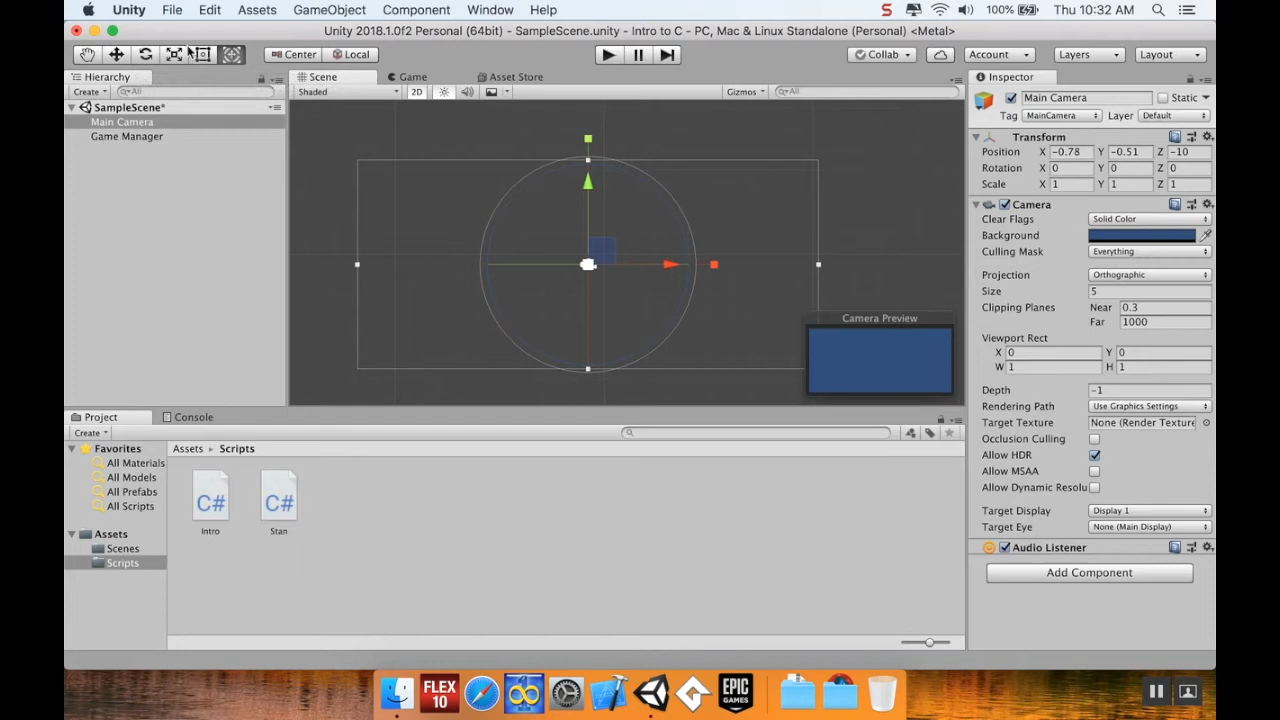 Unity File Edit Assets GameObject Component Window Help 100% Thu 10:32 AM
Unity 2018.1.0f2 Personal (64bit) - SampleScene.unity - Intro to C - PC, Mac & Linux Standalone (Personal) <Metal>
Center Local Collab Account Layers Layout
Hierarchy Scene Game Asset Store Inspector
Create All Shaded 2D Gizmos All Main Camera Static
SampleScene* Tag MainCamera Layer Default
Main Camera
Game Manager
Transform
Position X -0.78 Y -0.51 Z -10
Rotation X 0 Y 0 Z 0
Scale X 1 Y 1 Z 1
Camera
Clear Flags Solid Color
Background
Culling Mask Everything
Projection Orthographic
Size 5
Clipping Planes Near 0.3
Far 1000
Camera Preview
Viewport Rect
X 0 Y 0
W 1 H 1
Depth -1
Rendering Path Use Graphics Settings
Target Texture None (Render Texture
Occlusion Culling
Allow HDR
Allow MSAA
Allow Dynamic Resolu
Target Display Display 1
Target Eye None (Main Display)
Audio Listener
Add Component
Project Console
Create
Favorites
All Materials
All Models
All Prefabs
All Scripts
Assets
Scenes
Scripts
Assets Scripts
C# C#
Intro Stan
FLEX 10
EPIC GAMES